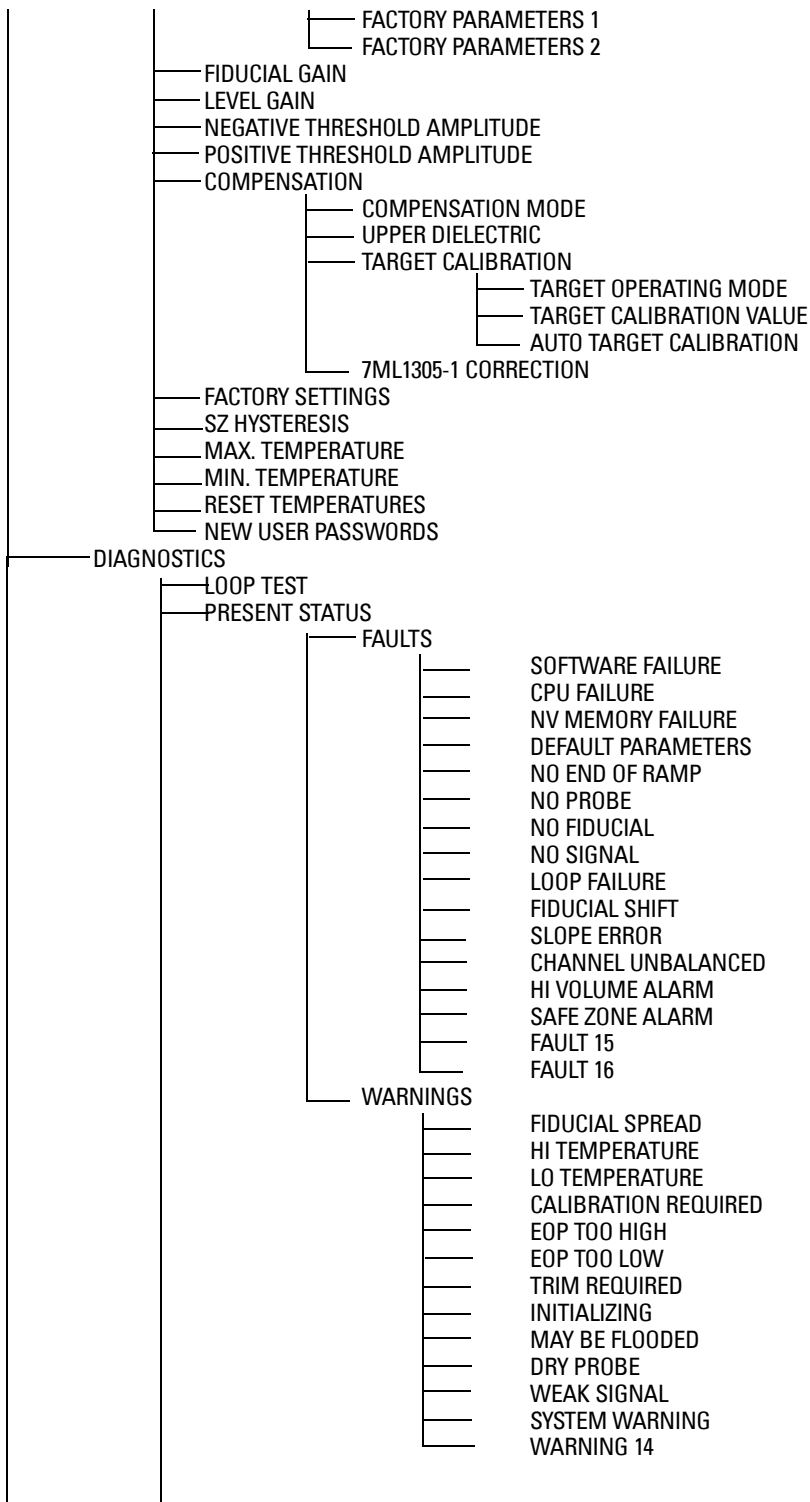 FACTORY PARAMETERS 1
FACTORY PARAMETERS 2
FIDUCIAL GAIN
LEVEL GAIN
NEGATIVE THRESHOLD AMPLITUDE
POSITIVE THRESHOLD AMPLITUDE
COMPENSATION
COMPENSATION MODE
UPPER DIELECTRIC
TARGET CALIBRATION
TARGET OPERATING MODE
TARGET CALIBRATION VALUE
AUTO TARGET CALIBRATION
7ML1305-1 CORRECTION
FACTORY SETTINGS
SZ HYSTERESIS
MAX. TEMPERATURE
MIN. TEMPERATURE
RESET TEMPERATURES
NEW USER PASSWORDS
DIAGNOSTICS
LOOP TEST
PRESENT STATUS
FAULTS
SOFTWARE FAILURE
CPU FAILURE
NV MEMORY FAILURE
DEFAULT PARAMETERS
NO END OF RAMP
NO PROBE
NO FIDUCIAL
NO SIGNAL
LOOP FAILURE
FIDUCIAL SHIFT
SLOPE ERROR
CHANNEL UNBALANCED
HI VOLUME ALARM
SAFE ZONE ALARM
FAULT 15
FAULT 16
WARNINGS
FIDUCIAL SPREAD
HI TEMPERATURE
LO TEMPERATURE
CALIBRATION REQUIRED
EOP TOO HIGH
EOP TOO LOW
TRIM REQUIRED
INITIALIZING
MAY BE FLOODED
DRY PROBE
WEAK SIGNAL
SYSTEM WARNING
WARNING 14